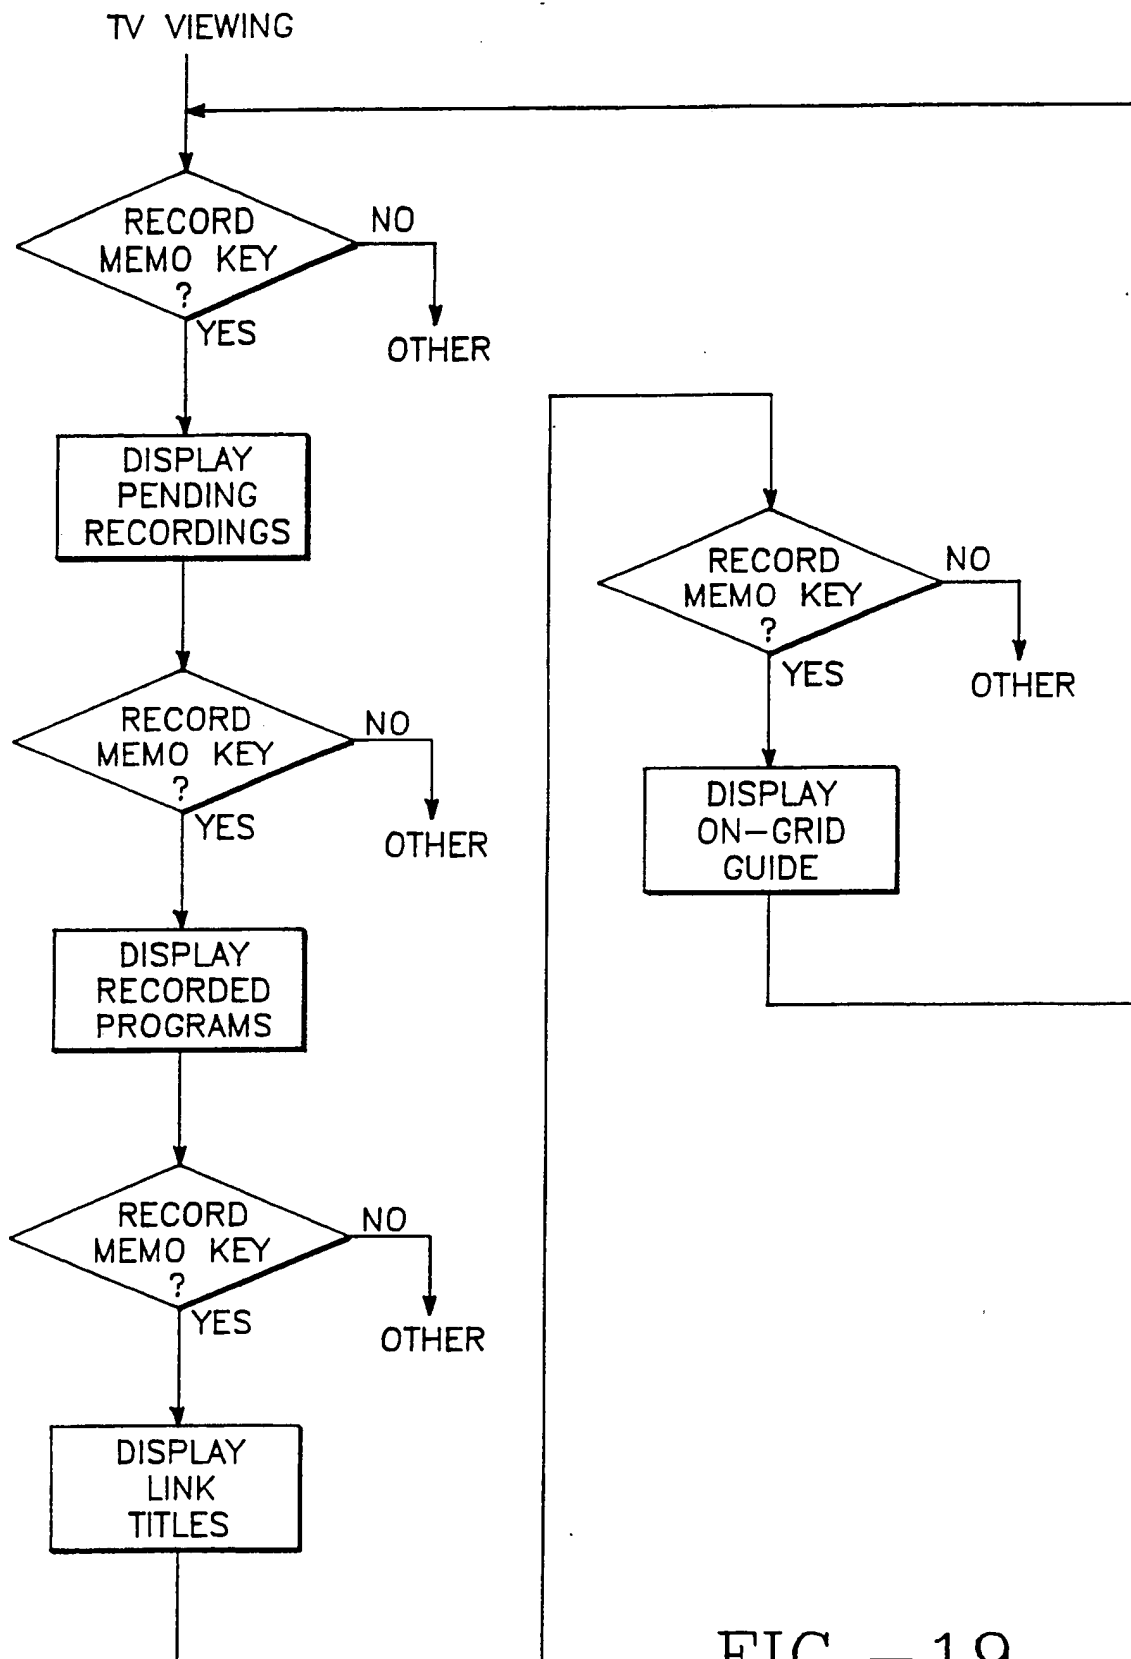 TV VIEWING
RECORD
MEMO KEY
?
NO
YES
OTHER
DISPLAY
PENDING
RECORDINGS
RECORD
MEMO KEY
?
NO
YES
OTHER
DISPLAY
RECORDED
PROGRAMS
RECORD
MEMO KEY
?
NO
YES
OTHER
DISPLAY
LINK
TITLES
RECORD
MEMO KEY
?
NO
YES
OTHER
DISPLAY
ON-GRID
GUIDE
FIG.-19